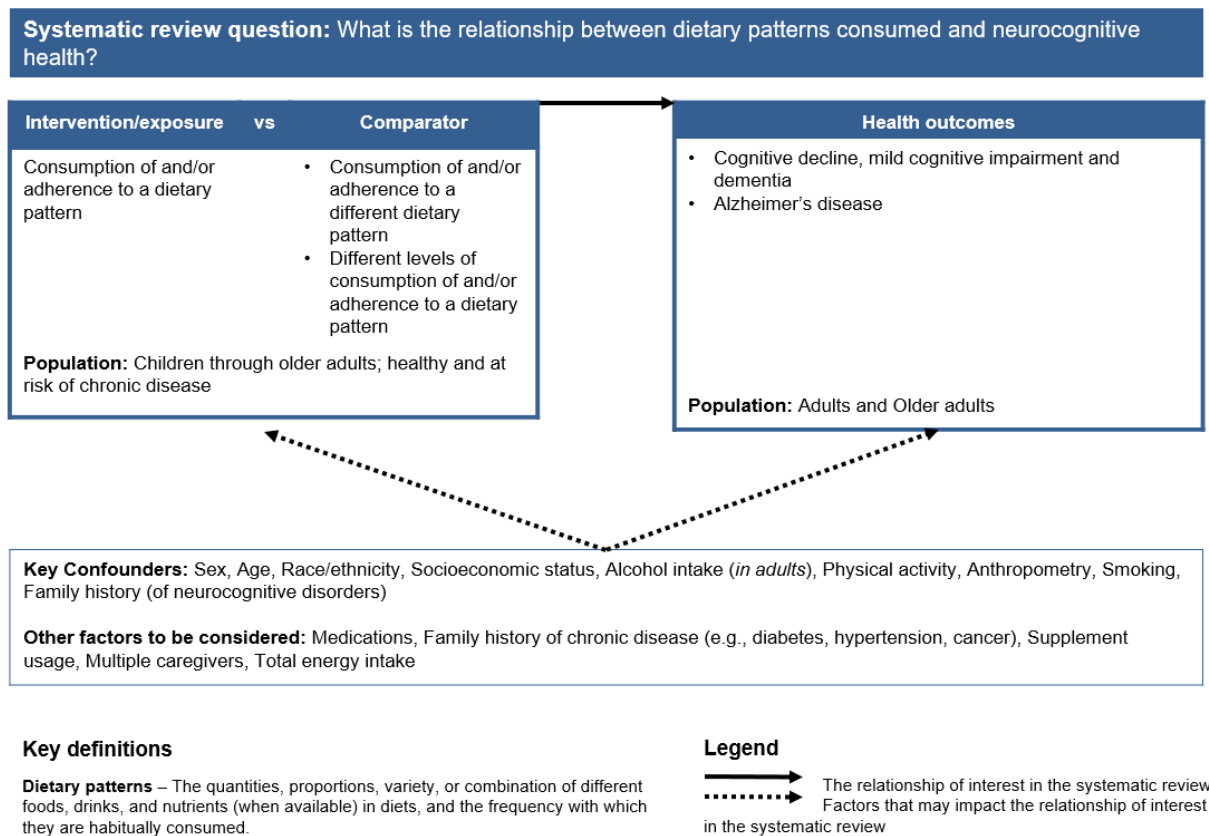 Systematic review question: What is the relationship between dietary patterns consumed and neurocognitive
health?
Intervention/exposure vs Comparator
Consumption of and/or
adherence to a dietary
pattern
• Consumption of and/or
adherence to a
different dietary
pattern
• Different levels of
consumption of and/or
adherence to a dietary
pattern
Population: Children through older adults; healthy and at
risk of chronic disease
Health outcomes
• Cognitive decline, mild cognitive impairment and
dementia
• Alzheimer's disease
Population: Adults and Older adults
Key Confounders: Sex, Age, Race/ethnicity, Socioeconomic status, Alcohol intake (in adults), Physical activity, Anthropometry, Smoking,
Family history (of neurocognitive disorders)
Other factors to be considered: Medications, Family history of chronic disease (e.g., diabetes, hypertension, cancer), Supplement
usage, Multiple caregivers, Total energy intake
Key definitions
Dietary patterns – The quantities, proportions, variety, or combination of different
foods, drinks, and nutrients (when available) in diets, and the frequency with which
they are habitually consumed.
Legend
The relationship of interest in the systematic review
Factors that may impact the relationship of interest
in the systematic review